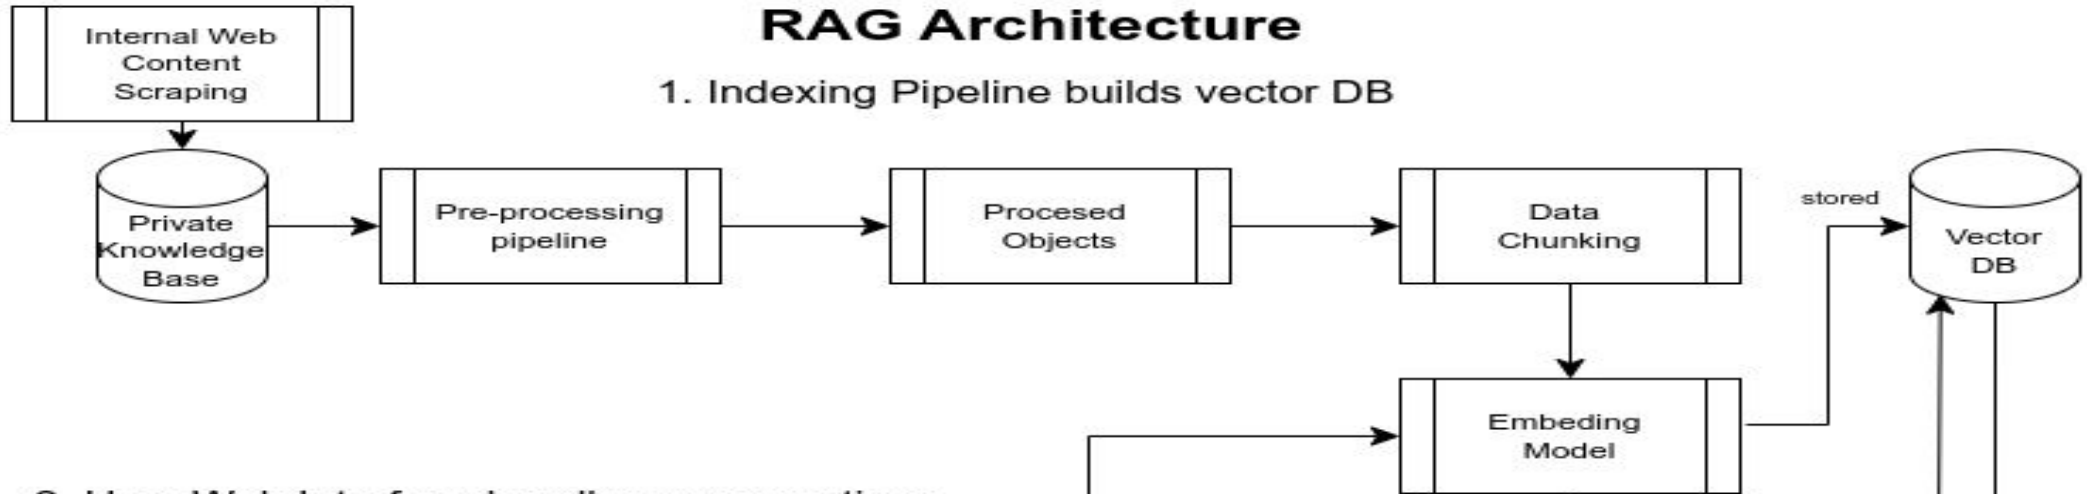 RAG Architecture
1. Indexing Pipeline builds vector DB
Internal Web
Content
Scraping
Private
Knowledge
Base
Pre-processing
pipeline
Procesed
Objects
Data
Chunking
stored
Vector
DB
Embeding
Model